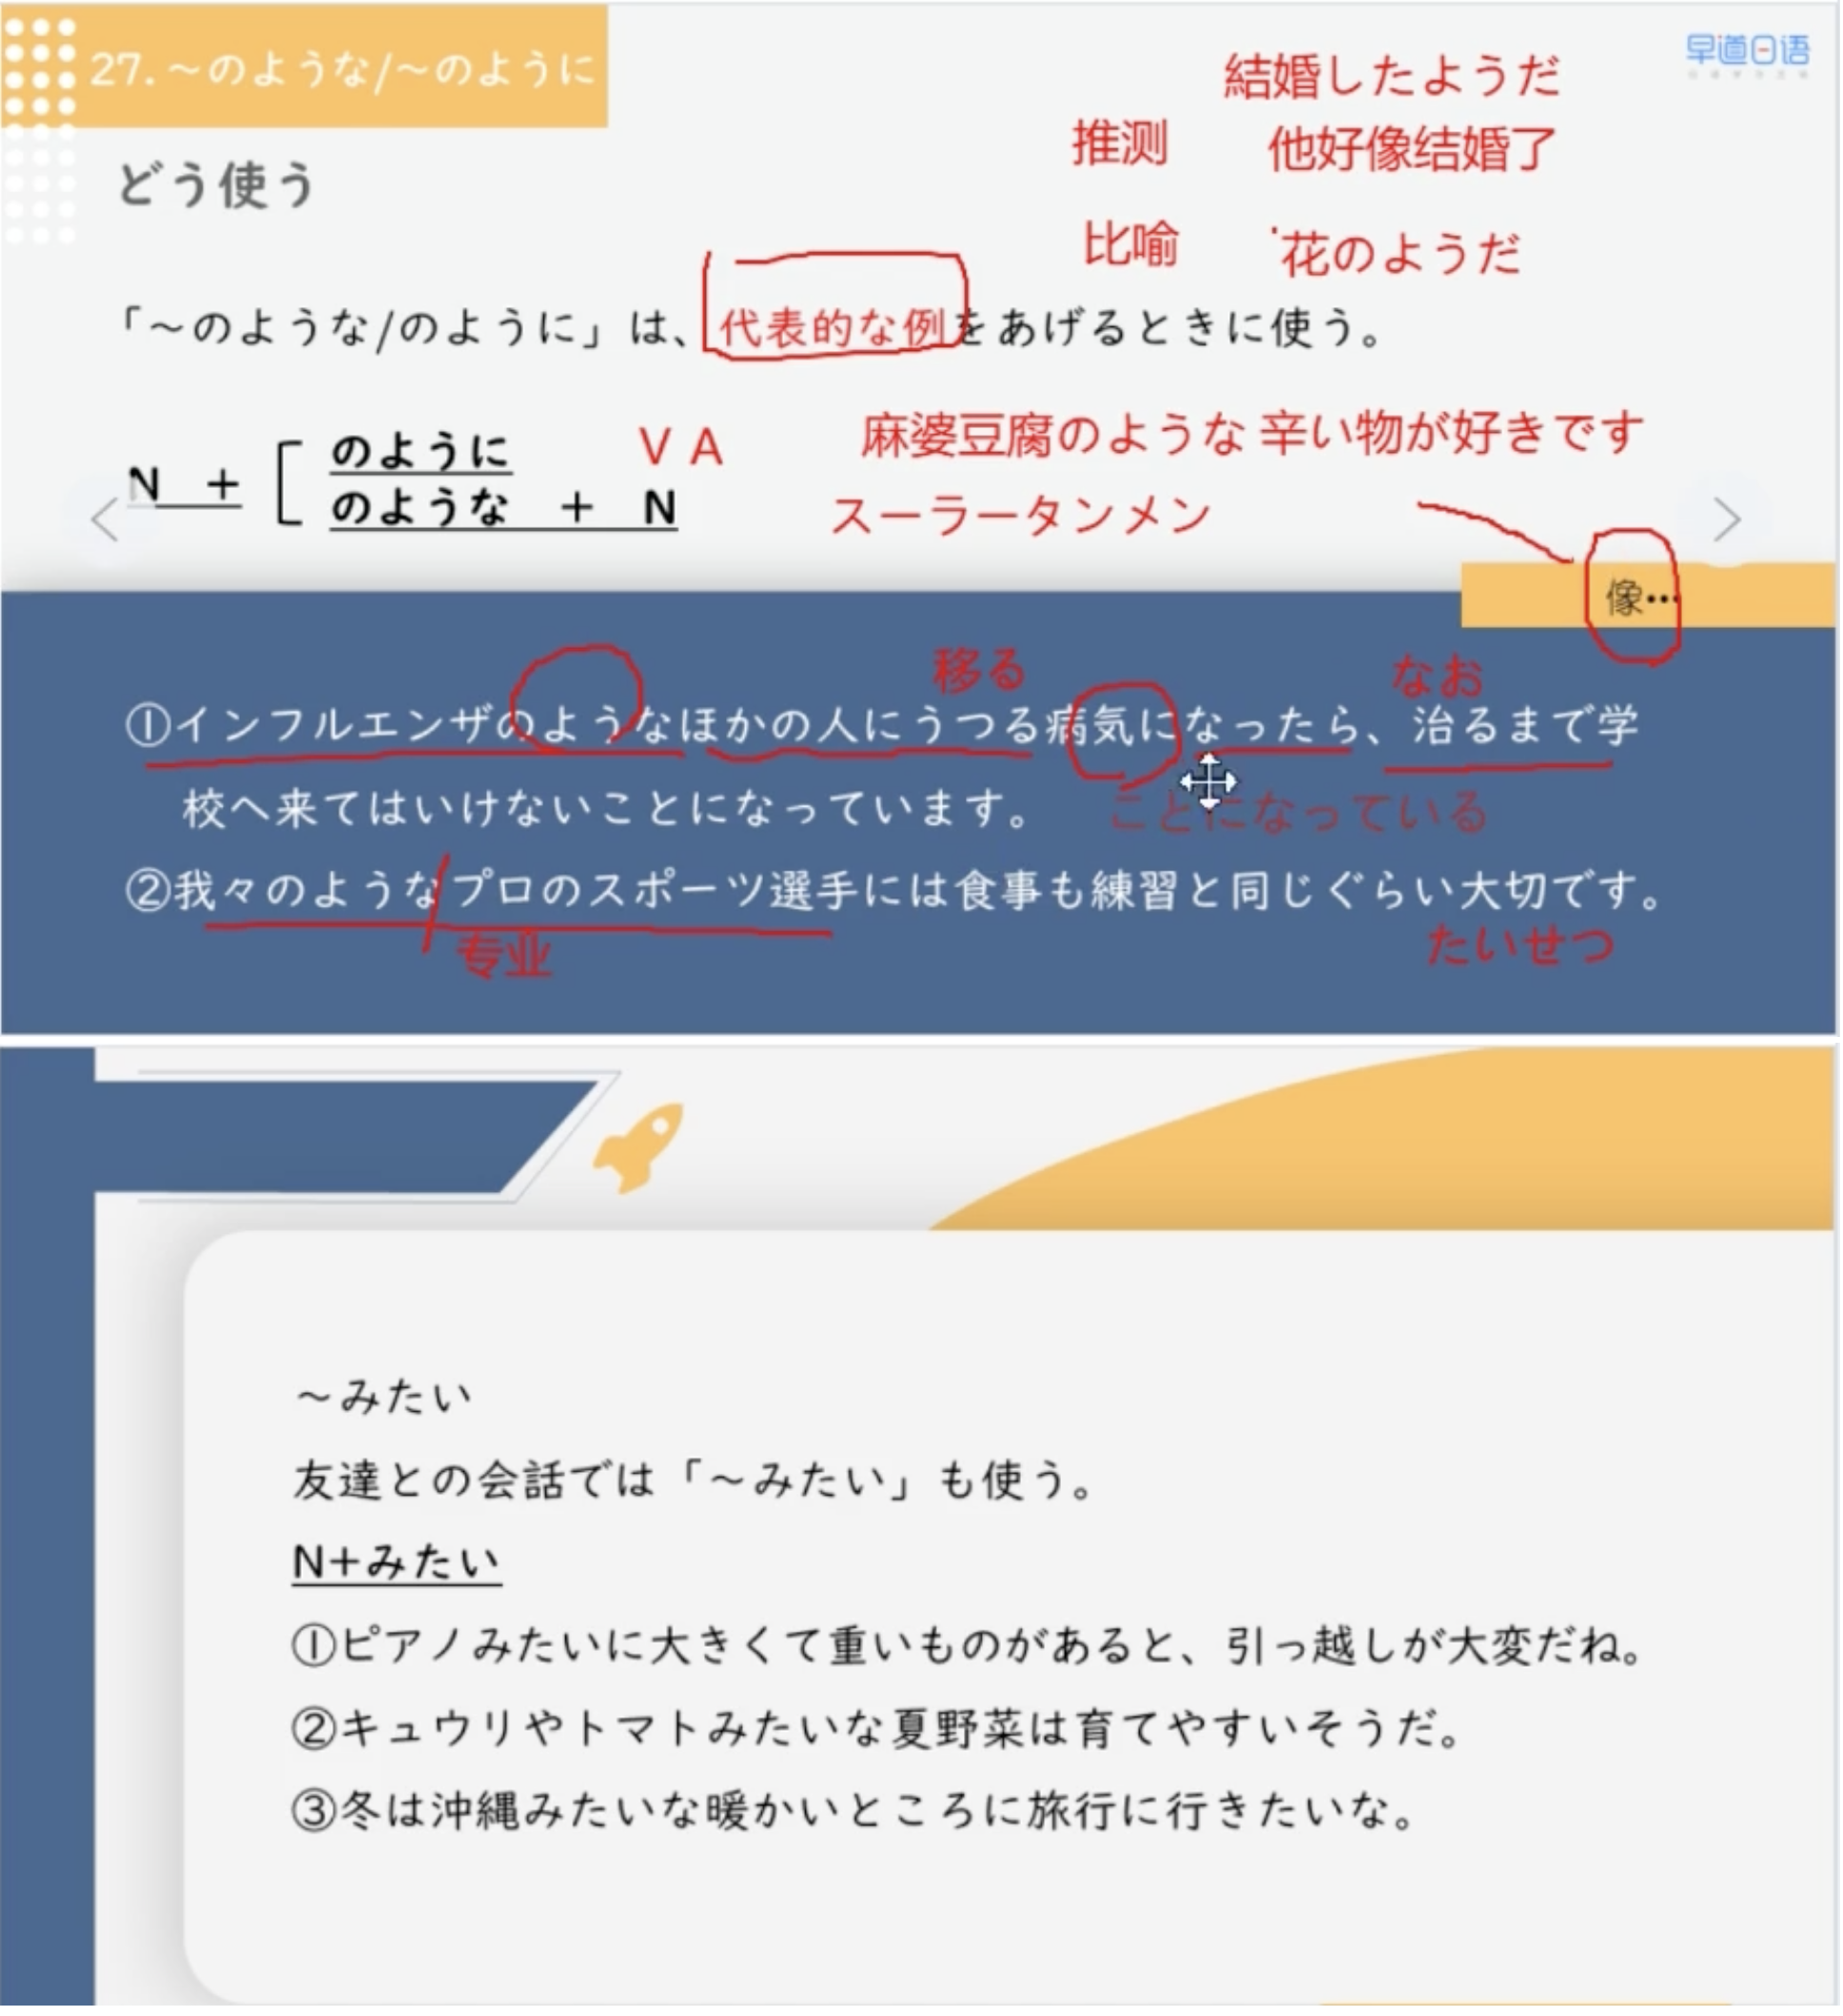 27.～のような/～のように
早道日语
結婚したようだ
推测 他好像结婚了
どう使う
比喻 花のようだ
「～のような/のように」は、代表的な例をあげるときに使う。
麻婆豆腐のような 辛い物が好きです
N + のように V A
のような + N
スーラータンメン
像…
移る なお
①インフルエンザのようなほかの人にうつる病気になったら、治るまで学
校へ来てはいけないことになっています。 ことになっている
②我々のようなプロのスポーツ選手には食事も練習と同じぐらい大切です。
专业 たいせつ
～みたい
友達との会話では「～みたい」も使う。
N+みたい
①ピアノみたいに大きくて重いものがあると、引っ越しが大変だね。
②キュウリやトマトみたいな夏野菜は育てやすいそうだ。
③冬は沖縄みたいな暖かいところに旅行に行きたいな。